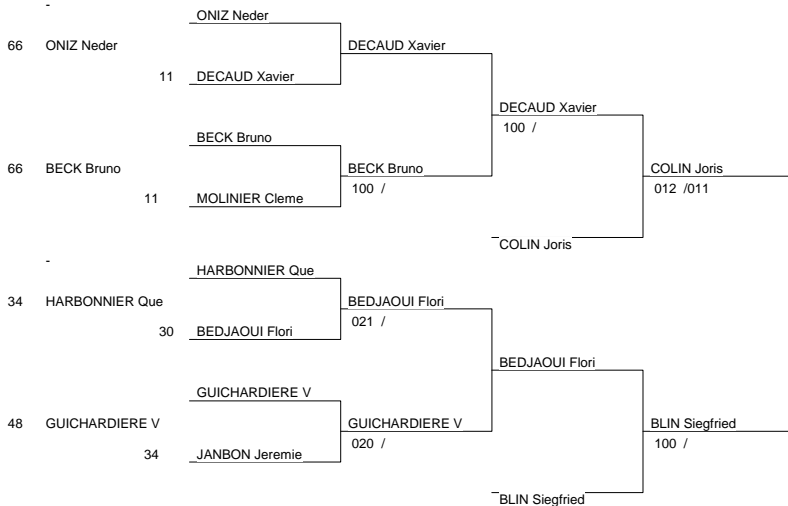 -
ONIZ Neder
66 ONIZ Neder DECAUD Xavier
11 DECAUD Xavier
DECAUD Xavier
100 /
BECK Bruno
66 BECK Bruno BECK Bruno COLIN Joris
100 / 012 /011
11 MOLINIER Cleme
COLIN Joris
-
HARBONNIER Que
34 HARBONNIER Que BEDJAOUI Flori
021 /
30 BEDJAOUI Flori
BEDJAOUI Flori
GUICHARDIERE V
48 GUICHARDIERE V GUICHARDIERE V BLIN Siegfried
020 / 100 /
34 JANBON Jeremie
BLIN Siegfried